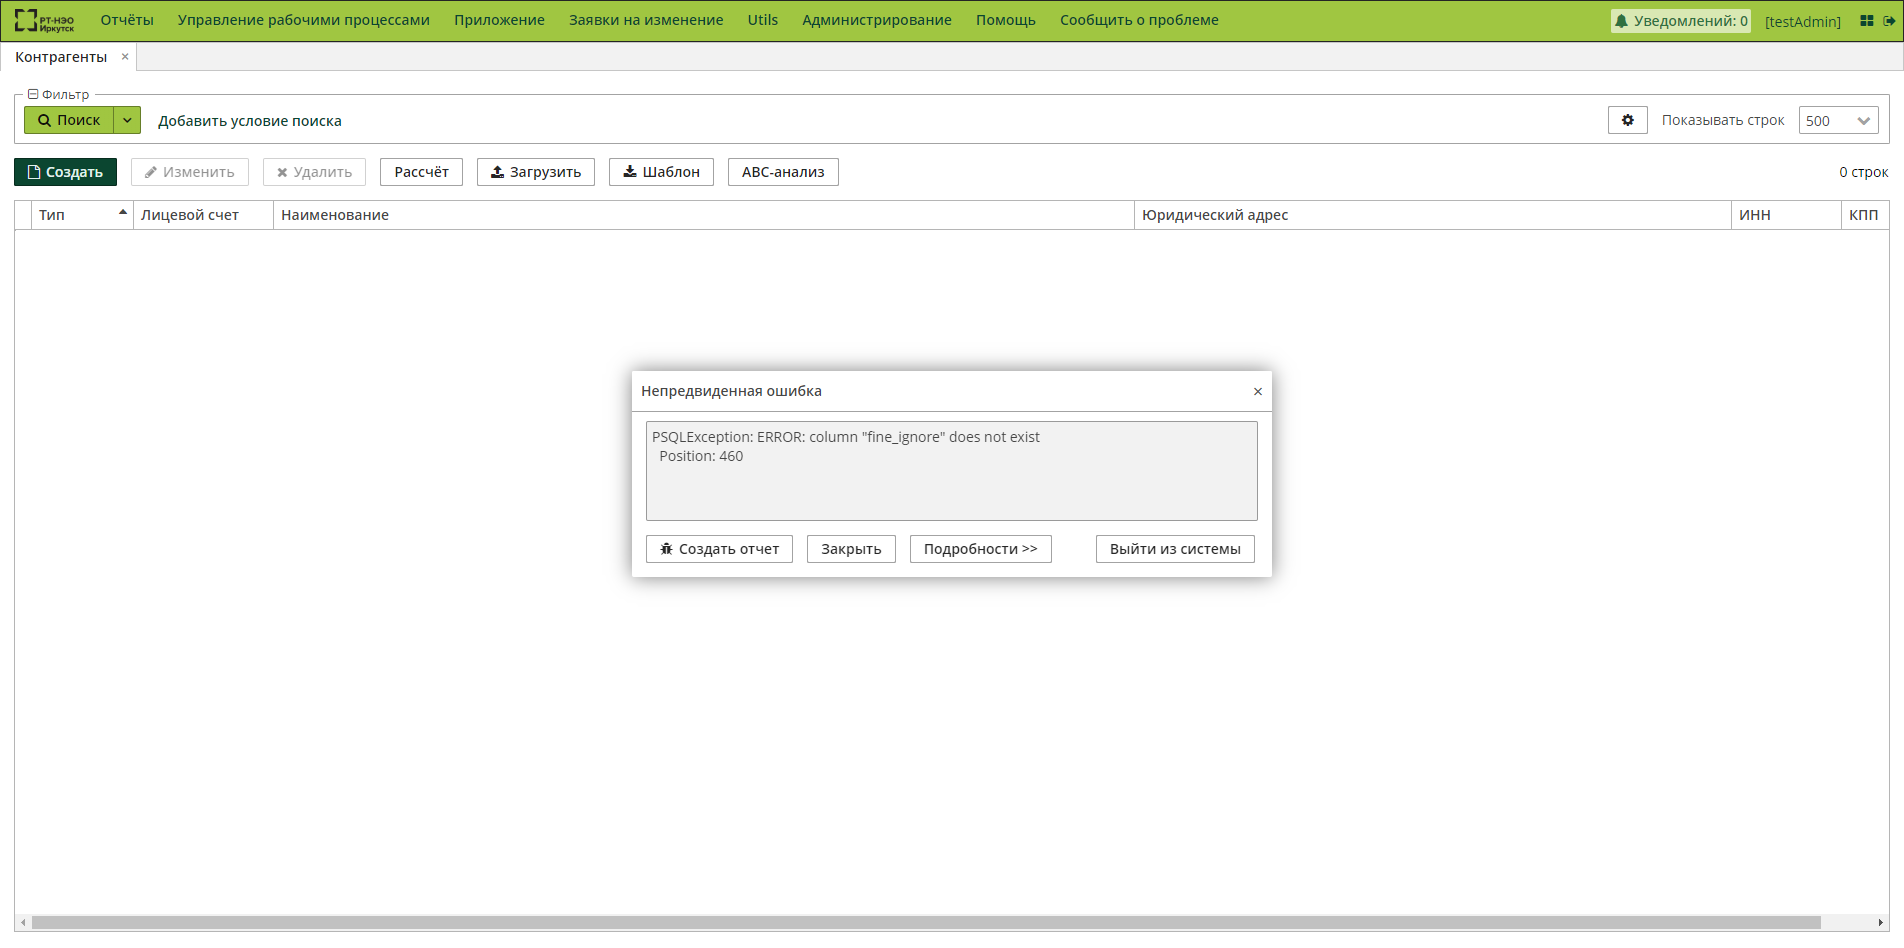 РТ-НЭО
Иркутск
Отчёты Управление рабочими процессами Приложение Заявки на изменение Utils Администрирование Помощь Сообщить о проблеме Уведомлений: 0 [testAdmin]
Контрагенты ×
Фильтр
Поиск Добавить условие поиска Показывать строк 500
Создать Изменить Удалить Рассчёт Загрузить Шаблон ABC-анализ 0 строк
Тип Лицевой счет Наименование Юридический адрес ИНН КПП
Непредвиденная ошибка ×
PSQLException: ERROR: column "fine_ignore" does not exist
Position: 460
Создать отчет Закрыть Подробности >> Выйти из системы